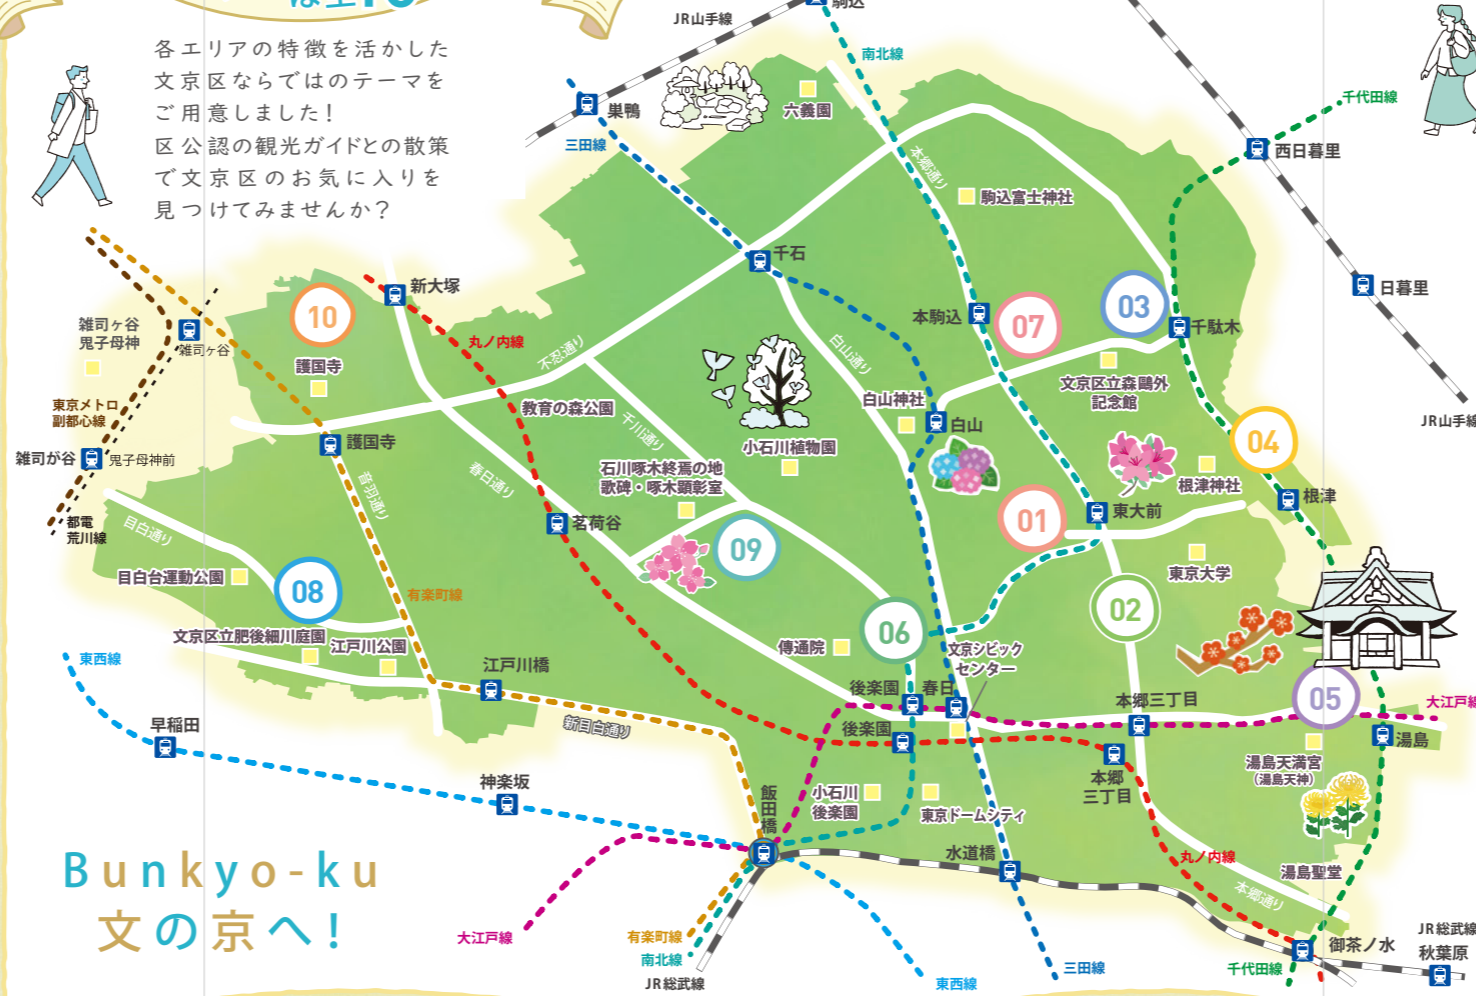 各エリアの特徴を活かした
文京区ならではのテーマを
ご用意しました!
区公認の観光ガイドとの散策
で文京区のお気に入りを
見つけてみませんか?
JR山手線
駒込
南北線
千代田線
西日暮里
巣鴨
三田線
六義園
本郷通り
駒込富士神社
千石
日暮里
新大塚
10
護国寺
雑司ヶ谷
鬼子母神
雑司ヶ谷
丸ノ内線
不忍通り
白山通り
本駒込
07
03
千駄木
文京区立森鷗外
記念館
JR山手線
東京メトロ
副都心線
雑司が谷
鬼子母神前
都電
荒川線
護国寺
教育の森公園
千川通り
小石川植物園
白山神社
白山
04
根津神社
根津
音羽通り
春日通り
石川啄木終焉の地
歌碑・啄木顕彰室
茗荷谷
09
01
東大前
東京大学
目白通り
目白台運動公園
08
有楽町線
文京区立肥後細川庭園
江戸川公園
江戸川橋
02
06
傳通院
文京シビック
センター
後楽園
春日
後楽園
本郷三丁目
本郷
三丁目
05
大江戸線
湯島
湯島天満宮
(湯島天神)
東西線
早稲田
新目白通り
神楽坂
飯田橋
小石川
後楽園
東京ドームシティ
水道橋
丸ノ内線
本郷通り
湯島聖堂
Bunkyo-ku
文の京へ!
大江戸線
有楽町線
南北線
JR総武線
東西線
三田線
千代田線
御茶ノ水
JR総武線
秋葉原